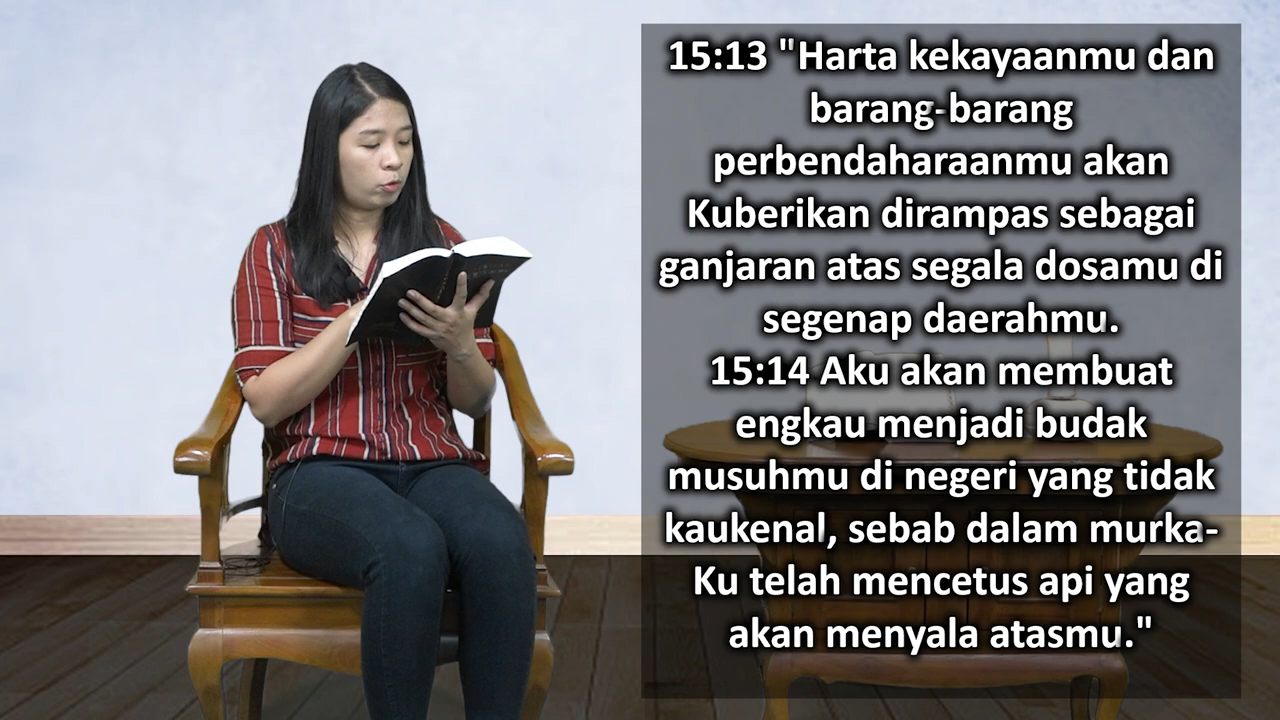 15:13 "Harta kekayaanmu dan
barang-barang
perbendaharaanmu akan
Kuberikan dirampas sebagai
ganjaran atas segala dosamu di
segenap daerahmu.
15:14 Aku akan membuat
engkau menjadi budak
musuhmu di negeri yang tidak
kaukenal, sebab dalam murka-
Ku telah mencetus api yang
akan menyala atasmu."